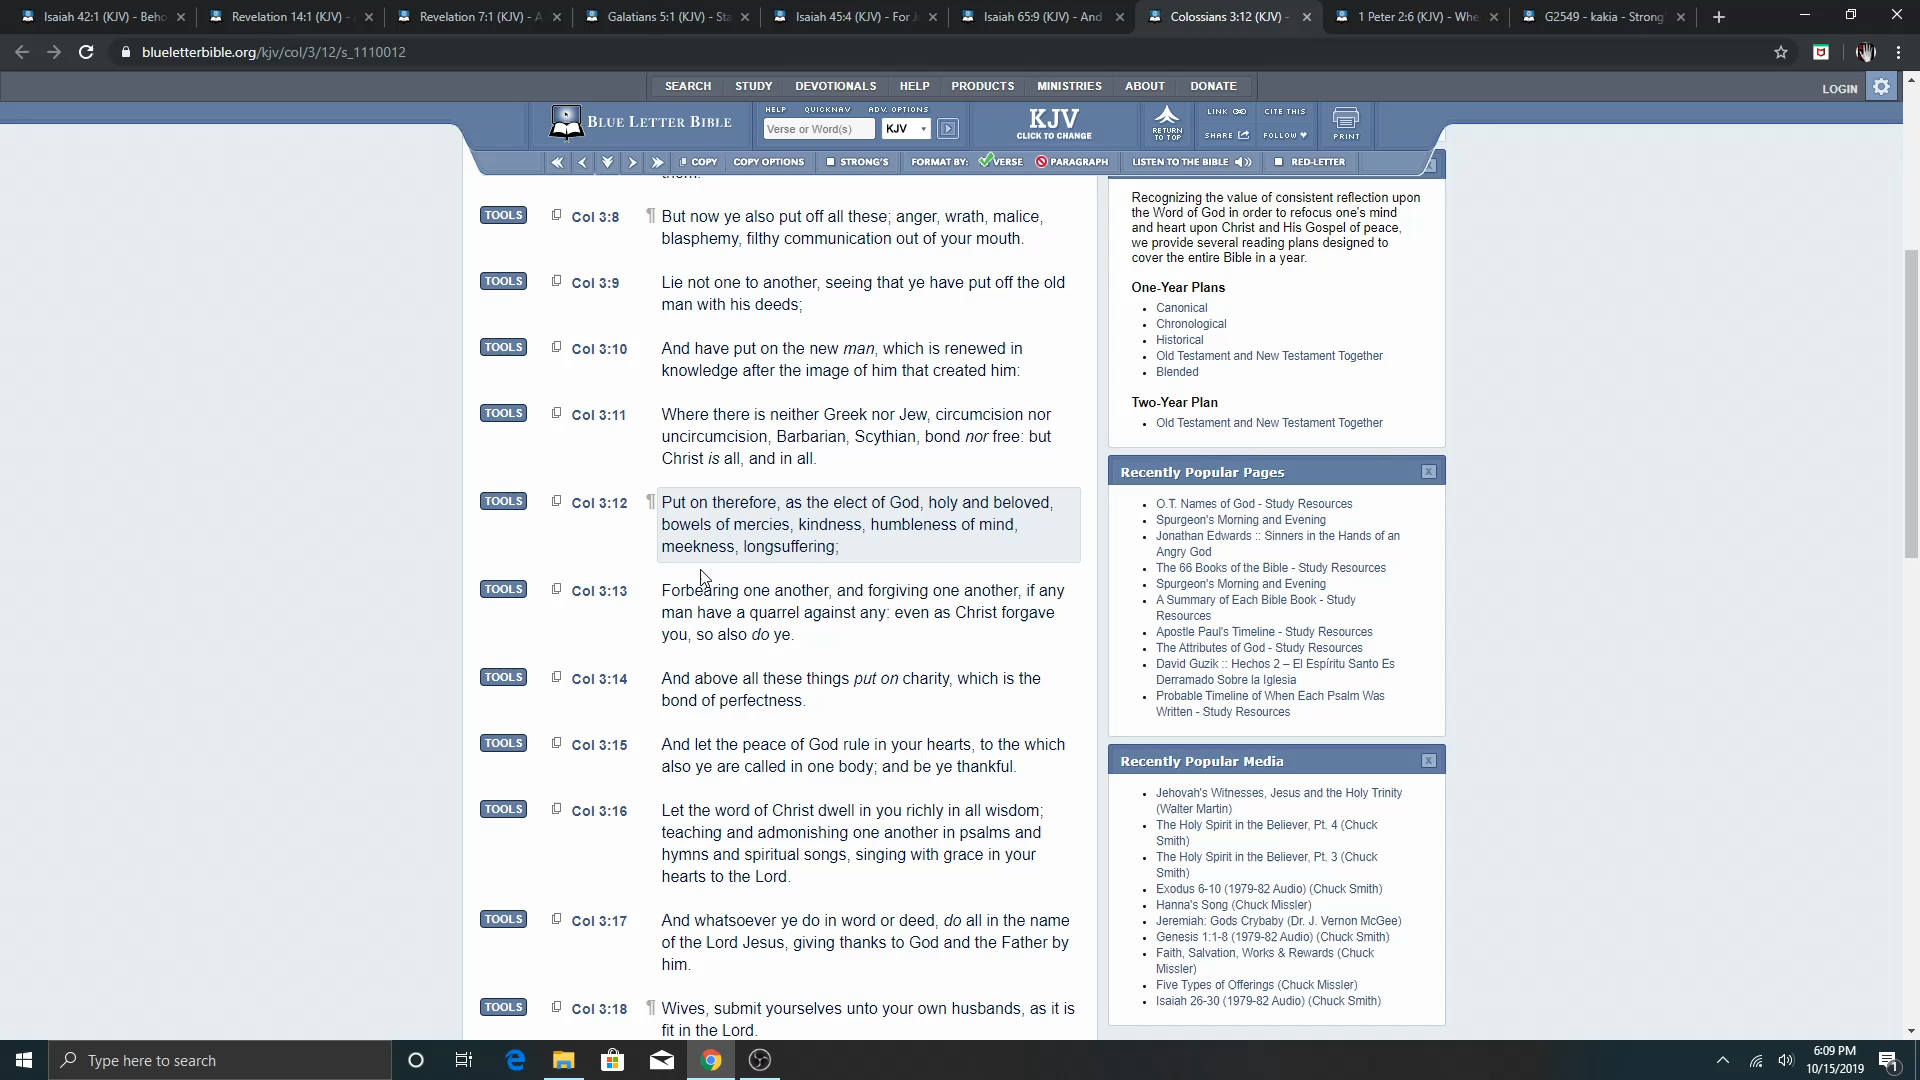 Isaiah 42:1 (KJV) - Beho
Revelation 14:1 (KJV) -
Revelation 7:1 (KJV) - A
Galatians 5:1 (KJV) - Sta
Isaiah 45:4 (KJV) - For Ja
Isaiah 65:9 (KJV) - And
Colossians 3:12 (KJV) -
1 Peter 2:6 (KJV) - Whe
G2549 - kakia - Strong'
blueletterbible.org/kjv/col/3/12/s_1110012
SEARCH STUDY DEVOTIONALS HELP PRODUCTS MINISTRIES ABOUT DONATE
LOGIN
BLUE LETTER BIBLE
HELP QUICKNAV ADV. OPTIONS
Verse or Word(s) KJV
KJV
CLICK TO CHANGE
RETURN
TO TOP
LINK CITE THIS
SHARE FOLLOW
PRINT
COPY COPY OPTIONS STRONG'S FORMAT BY: VERSE PARAGRAPH LISTEN TO THE BIBLE RED-LETTER
them.
TOOLS Col 3:8 ¶ But now ye also put off all these; anger, wrath, malice,
blasphemy, filthy communication out of your mouth.
TOOLS Col 3:9 Lie not one to another, seeing that ye have put off the old
man with his deeds;
TOOLS Col 3:10 And have put on the new man, which is renewed in
knowledge after the image of him that created him:
TOOLS Col 3:11 Where there is neither Greek nor Jew, circumcision nor
uncircumcision, Barbarian, Scythian, bond nor free: but
Christ is all, and in all.
TOOLS Col 3:12 ¶ Put on therefore, as the elect of God, holy and beloved,
bowels of mercies, kindness, humbleness of mind,
meekness, longsuffering;
TOOLS Col 3:13 Forbearing one another, and forgiving one another, if any
man have a quarrel against any: even as Christ forgave
you, so also do ye.
TOOLS Col 3:14 And above all these things put on charity, which is the
bond of perfectness.
TOOLS Col 3:15 And let the peace of God rule in your hearts, to the which
also ye are called in one body; and be ye thankful.
TOOLS Col 3:16 Let the word of Christ dwell in you richly in all wisdom;
teaching and admonishing one another in psalms and
hymns and spiritual songs, singing with grace in your
hearts to the Lord.
TOOLS Col 3:17 And whatsoever ye do in word or deed, do all in the name
of the Lord Jesus, giving thanks to God and the Father by
him.
TOOLS Col 3:18 ¶ Wives, submit yourselves unto your own husbands, as it is
fit in the Lord.
Recognizing the value of consistent reflection upon
the Word of God in order to refocus one's mind
and heart upon Christ and His Gospel of peace,
we provide several reading plans designed to
cover the entire Bible in a year.
One-Year Plans
Canonical
Chronological
Historical
Old Testament and New Testament Together
Blended
Two-Year Plan
Old Testament and New Testament Together
Recently Popular Pages X
O.T. Names of God - Study Resources
Spurgeon's Morning and Evening
Jonathan Edwards :: Sinners in the Hands of an
Angry God
The 66 Books of the Bible - Study Resources
Spurgeon's Morning and Evening
A Summary of Each Bible Book - Study
Resources
Apostle Paul's Timeline - Study Resources
The Attributes of God - Study Resources
David Guzik :: Hechos 2 – El Espíritu Santo Es
Derramado Sobre la Iglesia
Probable Timeline of When Each Psalm Was
Written - Study Resources
Recently Popular Media X
Jehovah's Witnesses, Jesus and the Holy Trinity
(Walter Martin)
The Holy Spirit in the Believer, Pt. 4 (Chuck
Smith)
The Holy Spirit in the Believer, Pt. 3 (Chuck
Smith)
Exodus 6-10 (1979-82 Audio) (Chuck Smith)
Hanna's Song (Chuck Missler)
Jeremiah: Gods Crybaby (Dr. J. Vernon McGee)
Genesis 1:1-8 (1979-82 Audio) (Chuck Smith)
Faith, Salvation, Works & Rewards (Chuck
Missler)
Five Types of Offerings (Chuck Missler)
Isaiah 26-30 (1979-82 Audio) (Chuck Smith)
Type here to search
6:09 PM
10/15/2019
1